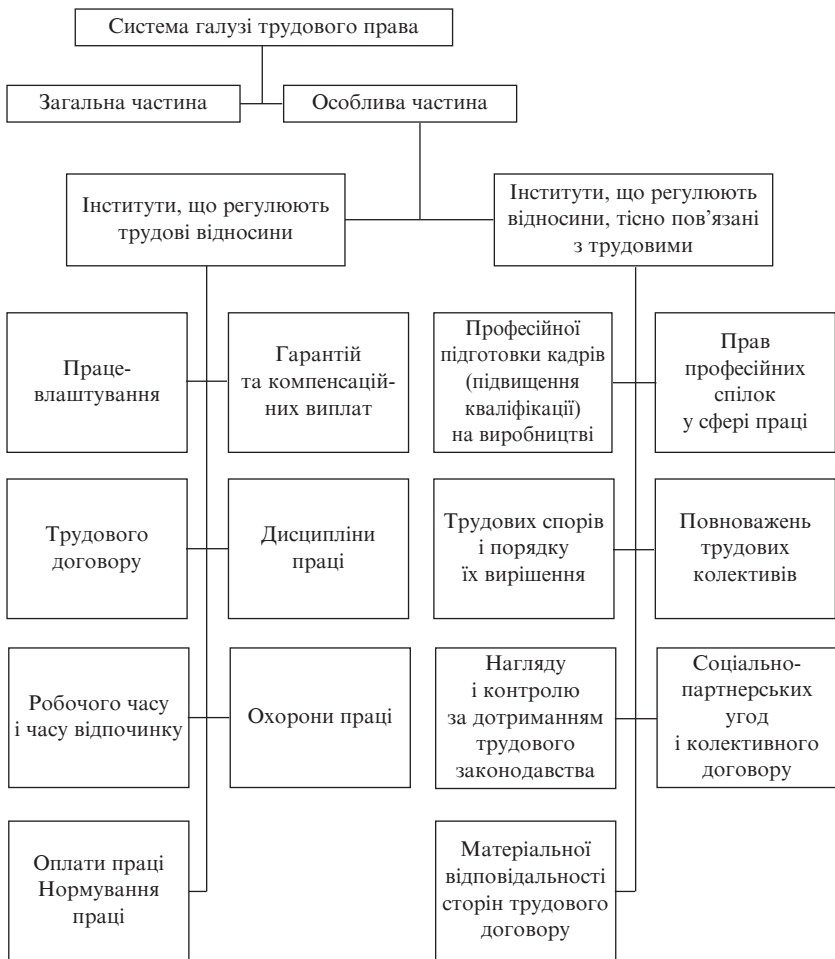 Система галузі трудового права
Загальна частина
Особлива частина
Інститути, що регулюють
трудові відносини
Інститути, що регулюють
відносини, тісно пов’язані
з трудовими
Праце-
влаштування
Гарантій
та компенсацій-
них виплат
Професійної
підготовки кадрів
(підвищення
кваліфікації)
на виробництві
Прав
професійних
спілок
у сфері праці
Трудового
договору
Дисципліни
праці
Трудових спорів
і порядку
їх вирішення
Повноважень
трудових
колективів
Робочого часу
і часу відпочинку
Охорони праці
Нагляду
і контролю
за дотриманням
трудового
законодавства
Соціально-
партнерських
угод
і колективного
договору
Оплати праці
Нормування
праці
Матеріальної
відповідальності
сторін трудового
договору